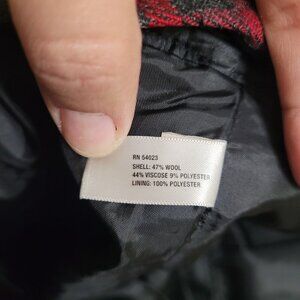 RN 54023
SHELL: 47% WOOL
44% VISCOSE 9% POLYESTER
LINING: 100% POLYESTER